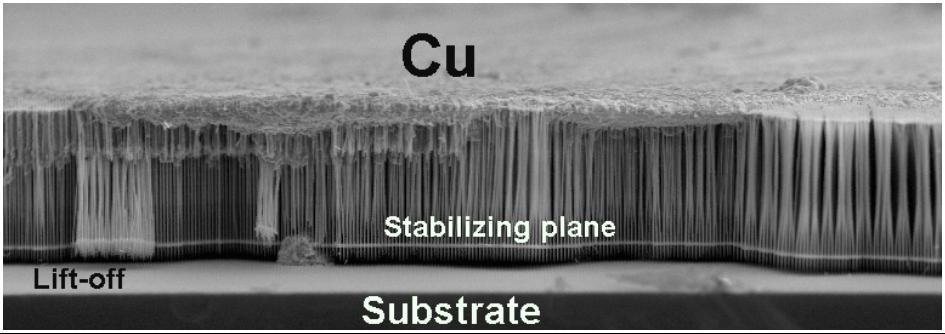 Cu
Stabilizing plane
Lift-off
Substrate